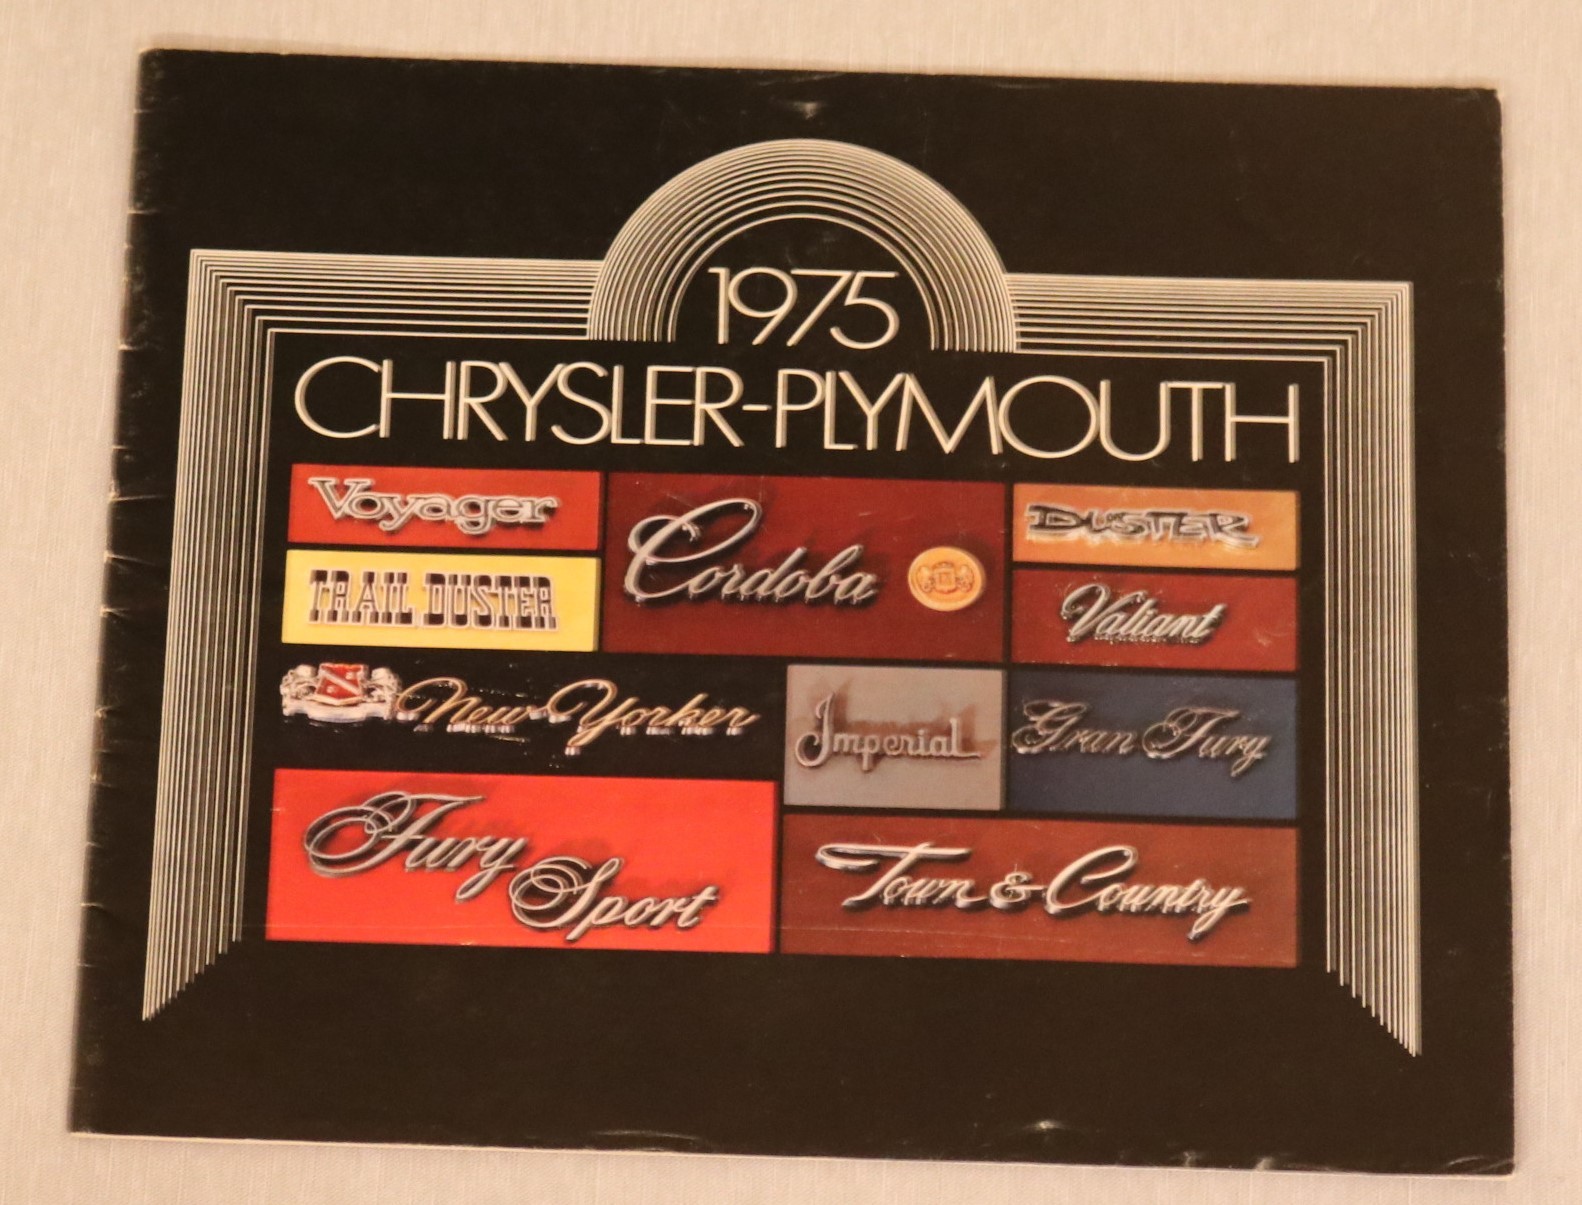 1975
CHRYSLER-PLYMOUTH
Voyager
Cordoba
DUSTER
TRAIL DUSTER
Valiant
New Yorker
Imperial
Gran Fury
Fury
Sport
Town & Country